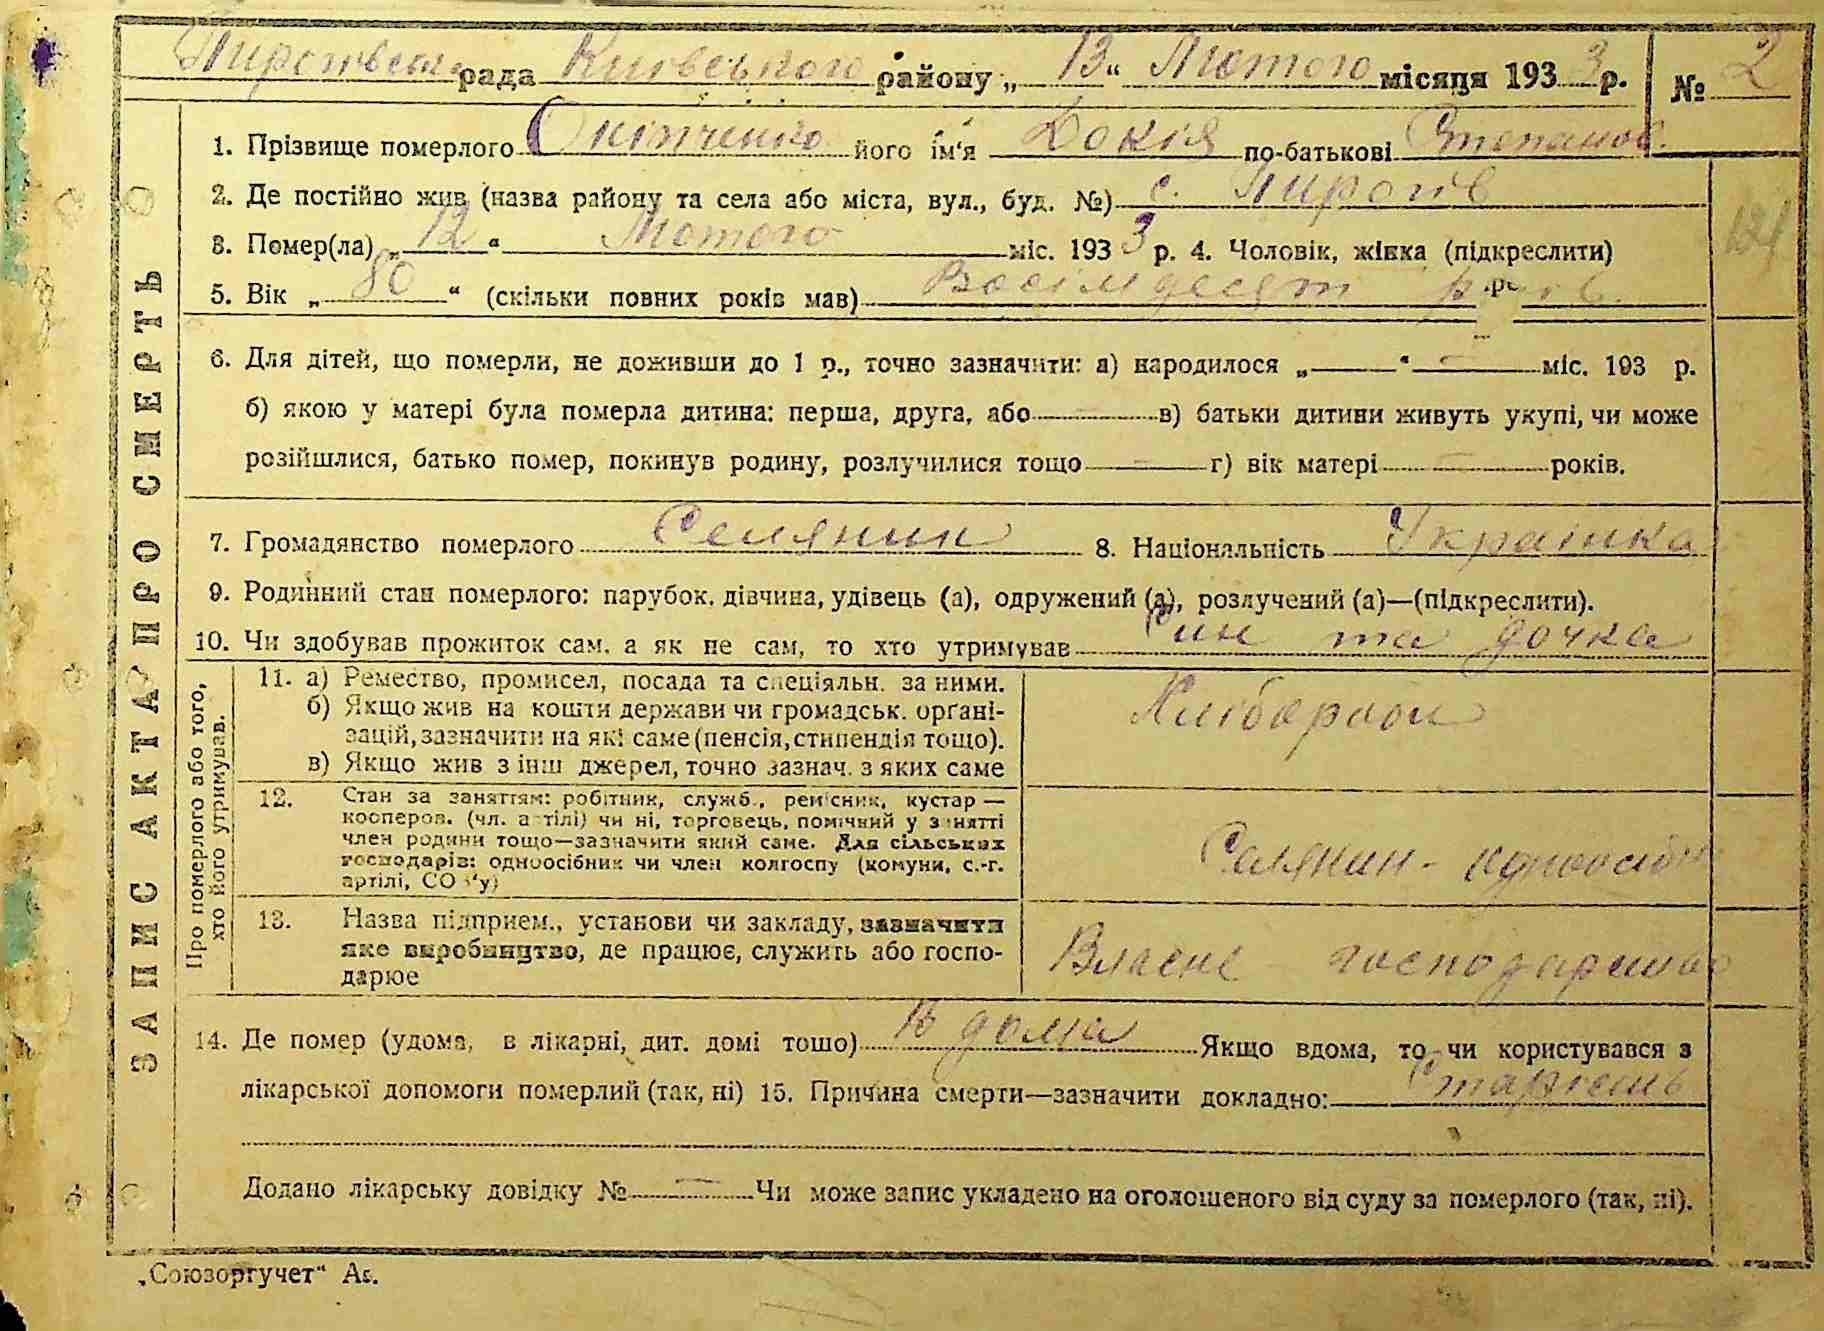 Пирогівська рада Київського району „13“ Лютого місяця 1933 р. № 2
ЗАПИС АКТА ПРО СМЕРТЬ
1. Прізвище померлого його ім'я Докія по-батькові Степанов.
2. Де постійно жив (назва району та села або міста, вул., буд. №) с. Пирогів
3. Помер(ла) „12“ Лютого міс. 1933 р. 4. Чоловік, жінка (підкреслити)
5. Вік „80“ (скільки повних років мав) Восімдесят років.
6. Для дітей, що померли, не доживши до 1 р., точно зазначити: а) народилося „—“ — міс. 193 р.
б) якою у матері була померла дитина: перша, друга, або — в) батьки дитини живуть укупі, чи може
розійшлися, батько помер, покинув родину, розлучилися тощо — г) вік матері — років.
7. Громадянство померлого Селянин 8. Національність Українка
9. Родинний стан померлого: парубок, дівчина, удівець (а), одружений (а), розлучений (а)—(підкреслити).
10. Чи здобував прожиток сам, а як не сам, то хто утримував Син та дочка
Про померлого або того,
хто його утримував.
11. а) Ремество, промисел, посада та спеціяльн. за ними.
б) Якщо жив на кошти держави чи громадськ. орґані-
зацій, зазначити на які саме (пенсія, стипендія тощо).
в) Якщо жив з інш джерел, точно зазнач. з яких саме
Хлібороби
12. Стан за заняттям: робітник, служб., ремісник, кустар —
кооперов. (чл. артілі) чи ні, торговець, помічний у занятті
член родини тощо—зазначити який саме. Для сільських
господарів: одноосібник чи член колгоспу (комуни, с.-г.
артілі, СОЗ'у)
Селянин - одноосібн
13. Назва підприєм., установи чи закладу, зазначити
яке виробництво, де працює, служить або госпо-
дарює
Власне господарство
14. Де помер (удома, в лікарні, дит. домі тощо) В дома Якщо вдома, то чи користувався з
лікарської допомоги померлий (так, ні) 15. Причина смерти—зазначити докладно: Старість
Додано лікарську довідку № — Чи може запис укладено на оголошеного від суду за померлого (так, ні).
„Союзоргучет“ Аs.